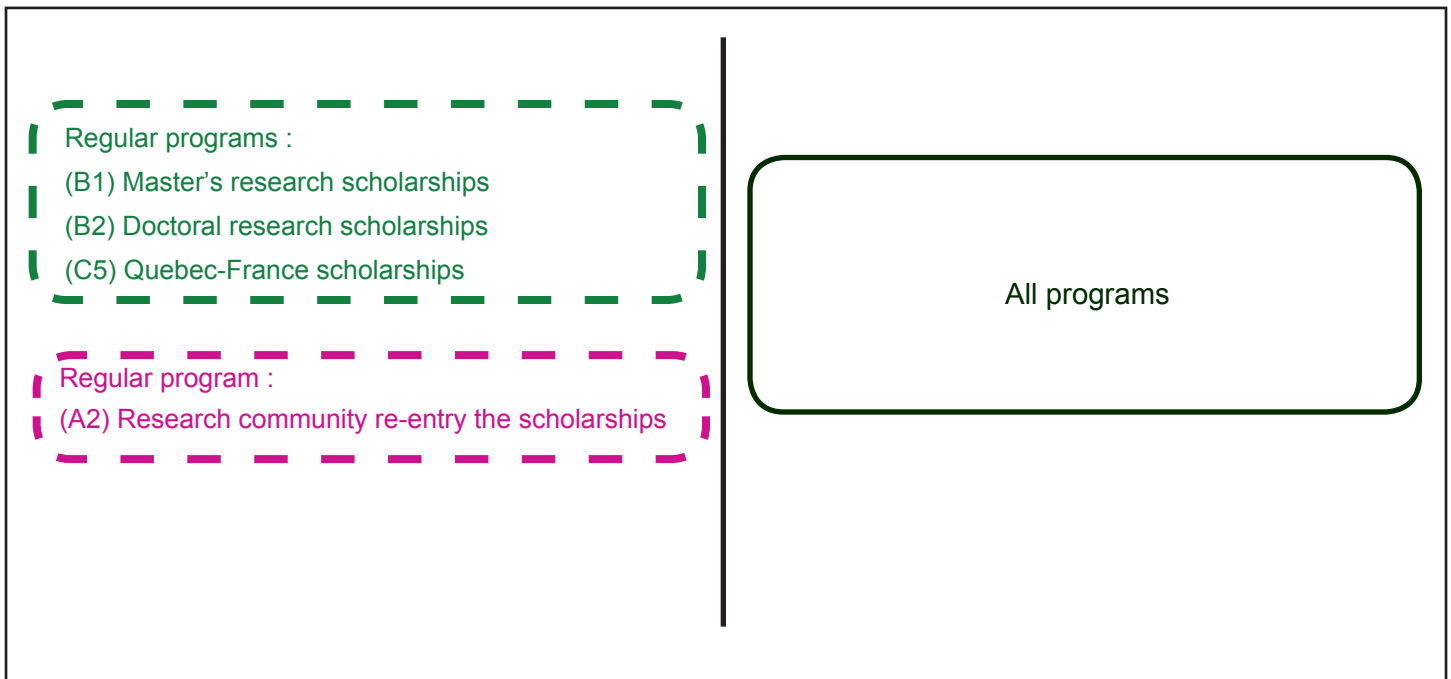 Regular programs :
(B1) Master’s research scholarships
(B2) Doctoral research scholarships
(C5) Quebec-France scholarships
Regular program :
(A2) Research community re-entry the scholarships
All programs